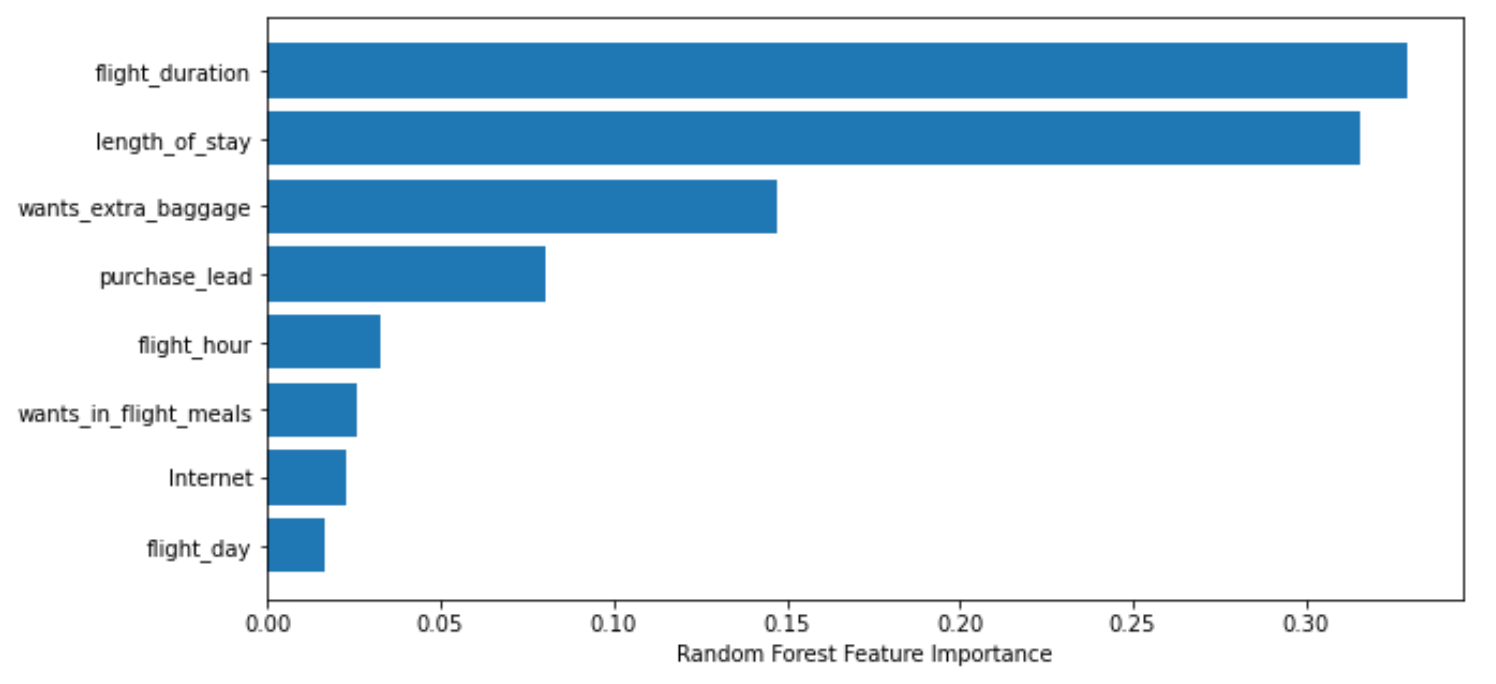 flight_duration
length_of_stay
wants_extra_baggage
purchase_lead
flight_hour
wants_in_flight_meals
Internet
flight_day
0.00 0.05 0.10 0.15 0.20 0.25 0.30
Random Forest Feature Importance